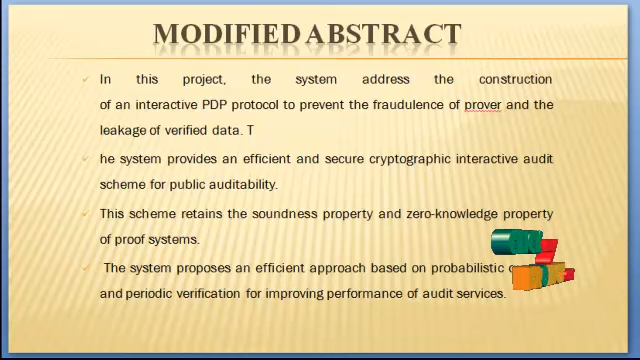 MODIFIED ABSTRACT
In this project, the system address the construction
of an interactive PDP protocol to prevent the fraudulence of prover and the
leakage of verified data. T
he system provides an efficient and secure cryptographic interactive audit
scheme for public auditability.
This scheme retains the soundness property and zero-knowledge property
of proof systems.
The system proposes an efficient approach based on probabilistic
and periodic verification for improving performance of audit services.